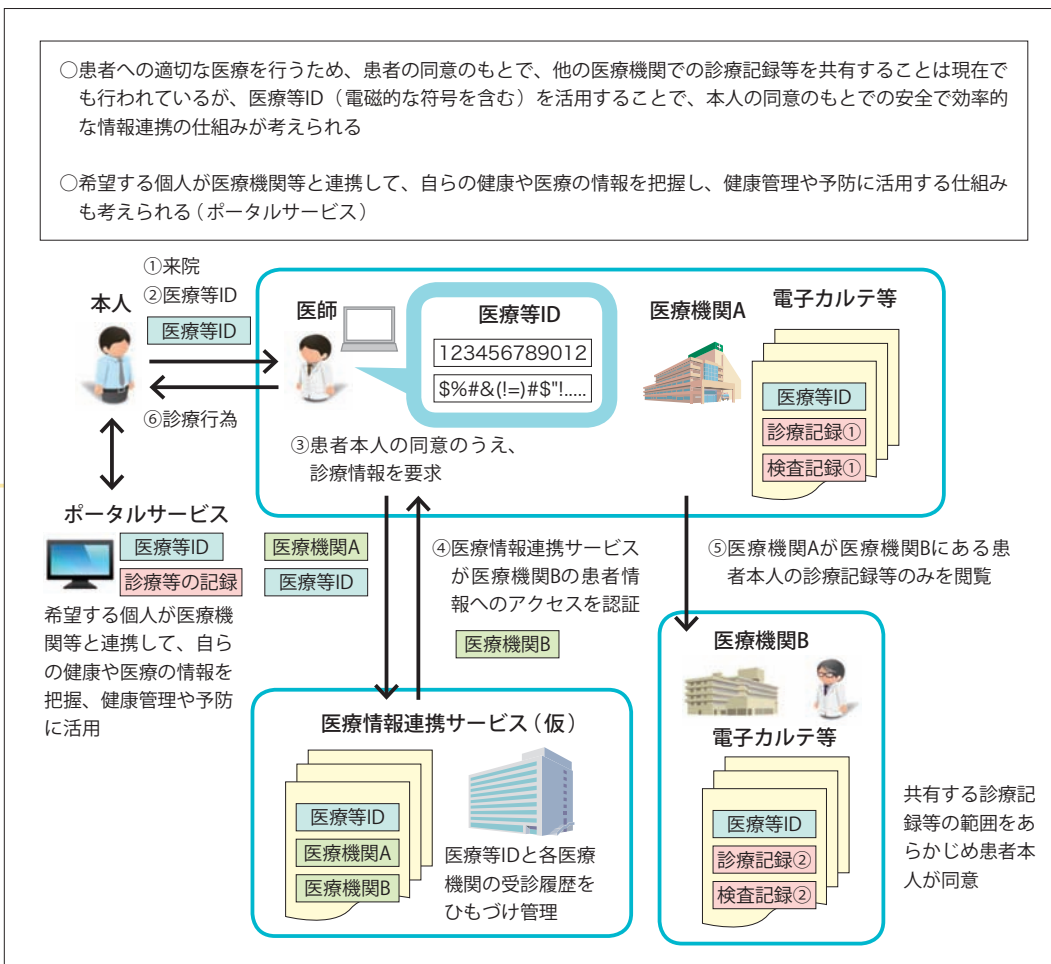 ○患者への適切な医療を行うため、患者の同意のもとで、他の医療機関での診療記録等を共有することは現在で
も行われているが、医療等ID（電磁的な符号を含む）を活用することで、本人の同意のもとでの安全で効率的
な情報連携の仕組みが考えられる
○希望する個人が医療機関等と連携して、自らの健康や医療の情報を把握し、健康管理や予防に活用する仕組み
も考えられる（ポータルサービス）
①来院
②医療等ID
医療等ID
本人
⑥診療行為
医師
医療等ID
123456789012
$%#&(!=)#$"!.....
医療機関A
電子カルテ等
医療等ID
診療記録①
検査記録①
③患者本人の同意のうえ、
診療情報を要求
ポータルサービス
医療等ID
診療等の記録
希望する個人が医療機
関等と連携して、自ら
の健康や医療の情報を
把握、健康管理や予防
に活用
医療機関A
医療等ID
④医療情報連携サービス
が医療機関Bの患者情
報へのアクセスを認証
医療機関B
⑤医療機関Aが医療機関Bにある患
者本人の診療記録等のみを閲覧
医療情報連携サービス（仮）
医療等ID
医療機関A
医療機関B
医療等IDと各医療
機関の受診履歴を
ひもづけ管理
医療機関B
電子カルテ等
医療等ID
診療記録②
検査記録②
共有する診療記
録等の範囲をあ
らかじめ患者本
人が同意